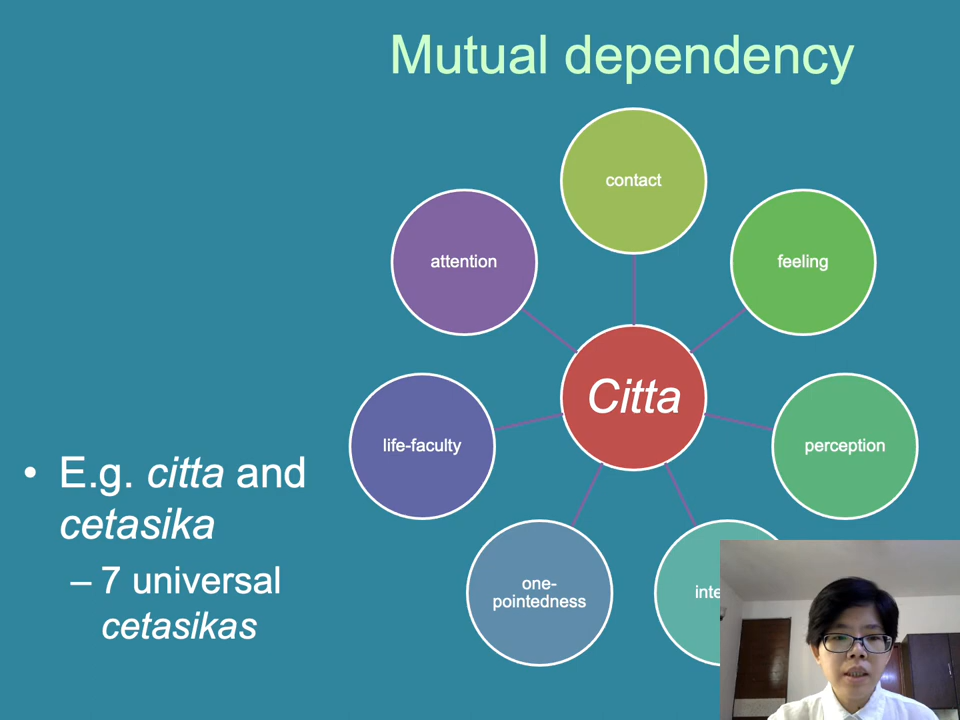 Mutual dependency
contact
attention
feeling
Citta
life-faculty
perception
• E.g. citta and
cetasika
– 7 universal
cetasikas
one-
pointedness